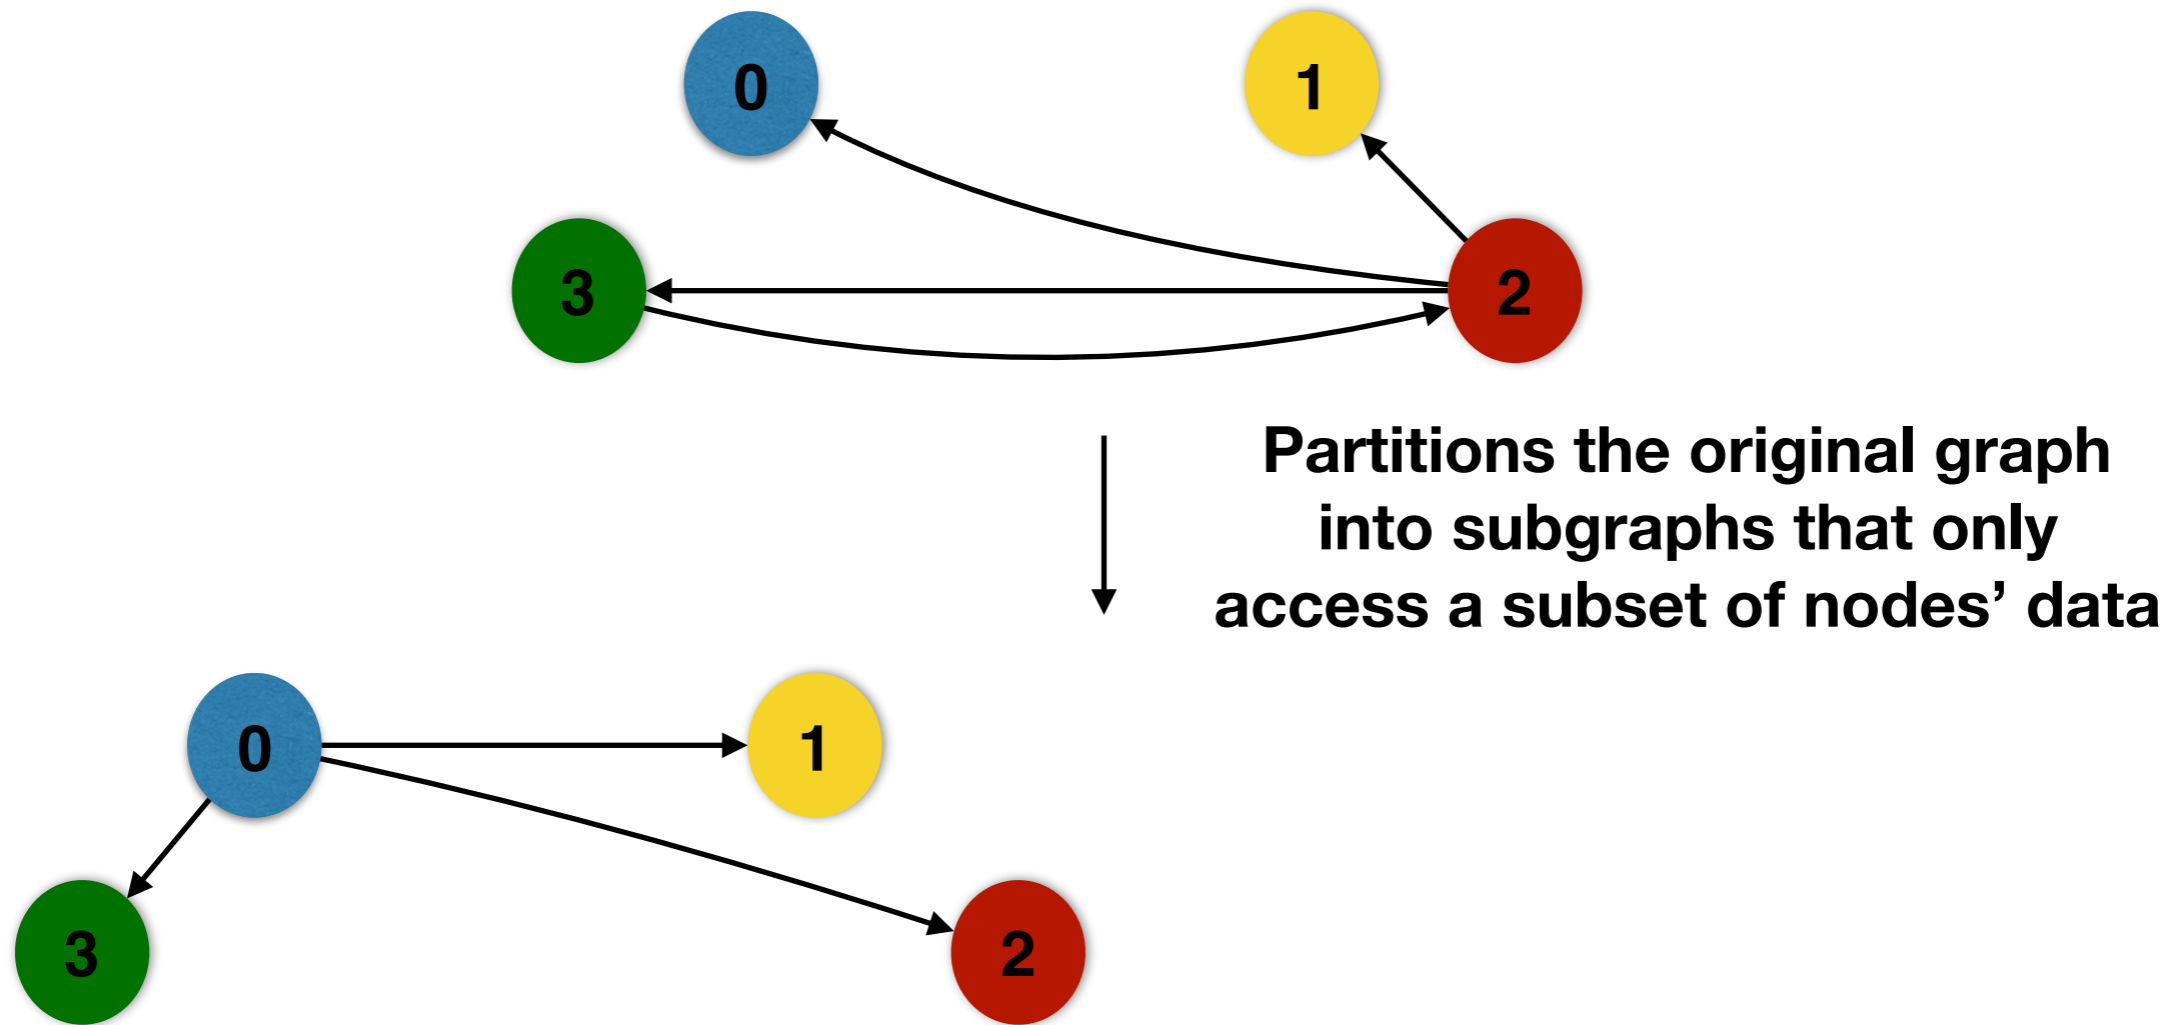 0
1
3
2
Partitions the original graph
into subgraphs that only
access a subset of nodes’ data
0
1
3
2